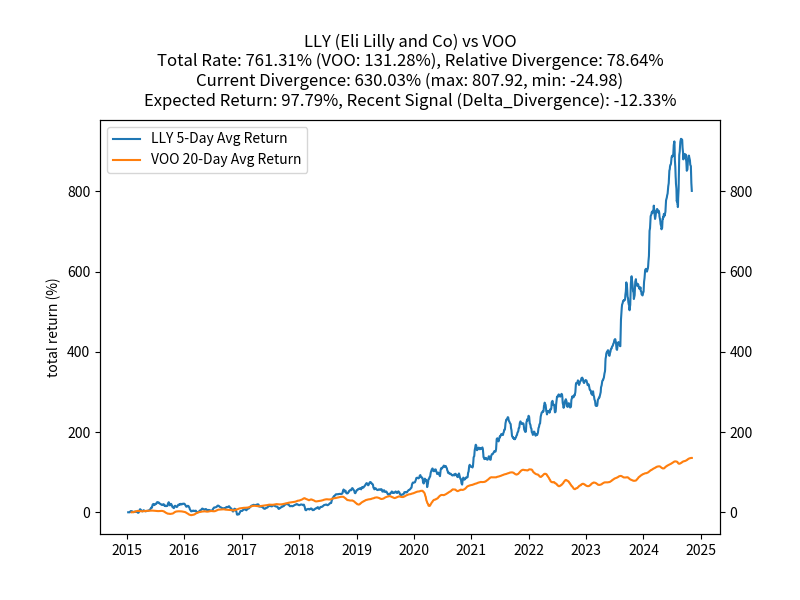 LLY (Eli Lilly and Co) vs VOO
Total Rate: 761.31% (VOO: 131.28%), Relative Divergence: 78.64%
Current Divergence: 630.03% (max: 807.92, min: -24.98)
Expected Return: 97.79%, Recent Signal (Delta_Divergence): -12.33%
LLY 5-Day Avg Return
VOO 20-Day Avg Return
total return (%)
800
600
400
200
0
800
600
400
200
0
2015 2016 2017 2018 2019 2020 2021 2022 2023 2024 2025